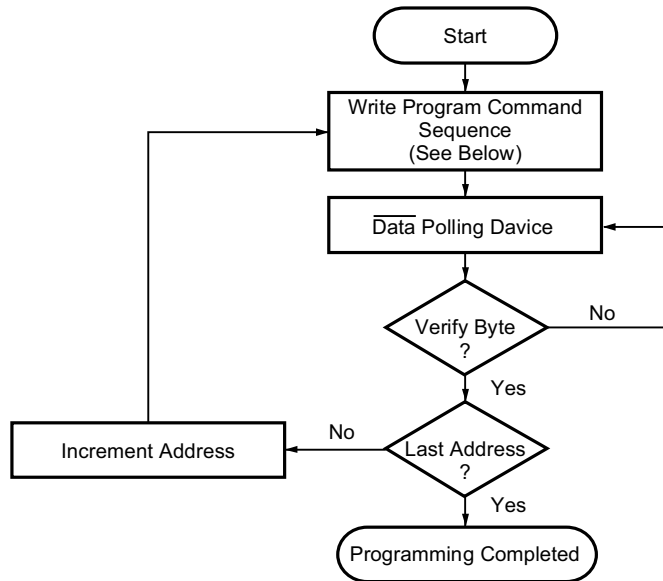 Start
Write Program Command
Sequence
(See Below)
Data Polling Davice
Verify Byte
?
No
Yes
Increment Address
No
Last Address
?
Yes
Programming Completed